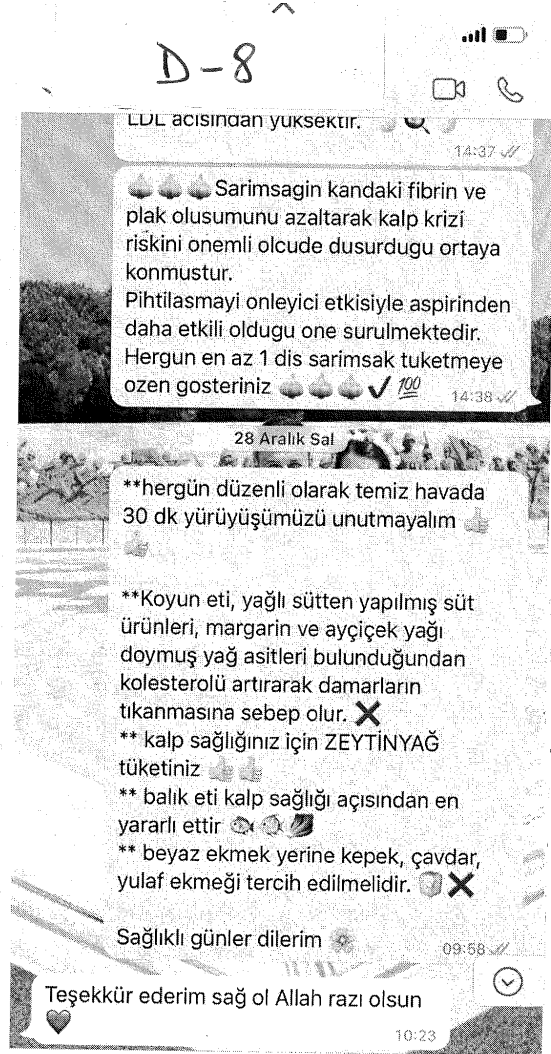 D-8
LDL acisindan yuksektir.
14:37
Sarimsagin kandaki fibrin ve
plak olusumunu azaltarak kalp krizi
riskini onemli olcude dusurdugu ortaya
konmustur.
Pihtilasmayi onleyici etkisiyle aspirinden
daha etkili oldugu one surulmektedir.
Hergun en az 1 dis sarimsak tuketmeye
ozen gosteriniz 🧄🧄🧄✔💯
14:38
28 Aralık Sal
**hergün düzenli olarak temiz havada
30 dk yürüyüşümüzü unutmayalım 👍
👍
**Koyun eti, yağlı sütten yapılmış süt
ürünleri, margarin ve ayçiçek yağı
doymuş yağ asitleri bulunduğundan
kolesterolü artırarak damarların
tıkanmasına sebep olur. ❌
** kalp sağlığınız için ZEYTİNYAĞ
tüketiniz 👍👍
** balık eti kalp sağlığı açısından en
yararlı ettir
** beyaz ekmek yerine kepek, çavdar,
yulaf ekmeği tercih edilmelidir. 🍞❌
Sağlıklı günler dilerim
09:58
Teşekkür ederim sağ ol Allah razı olsun
❤
10:23